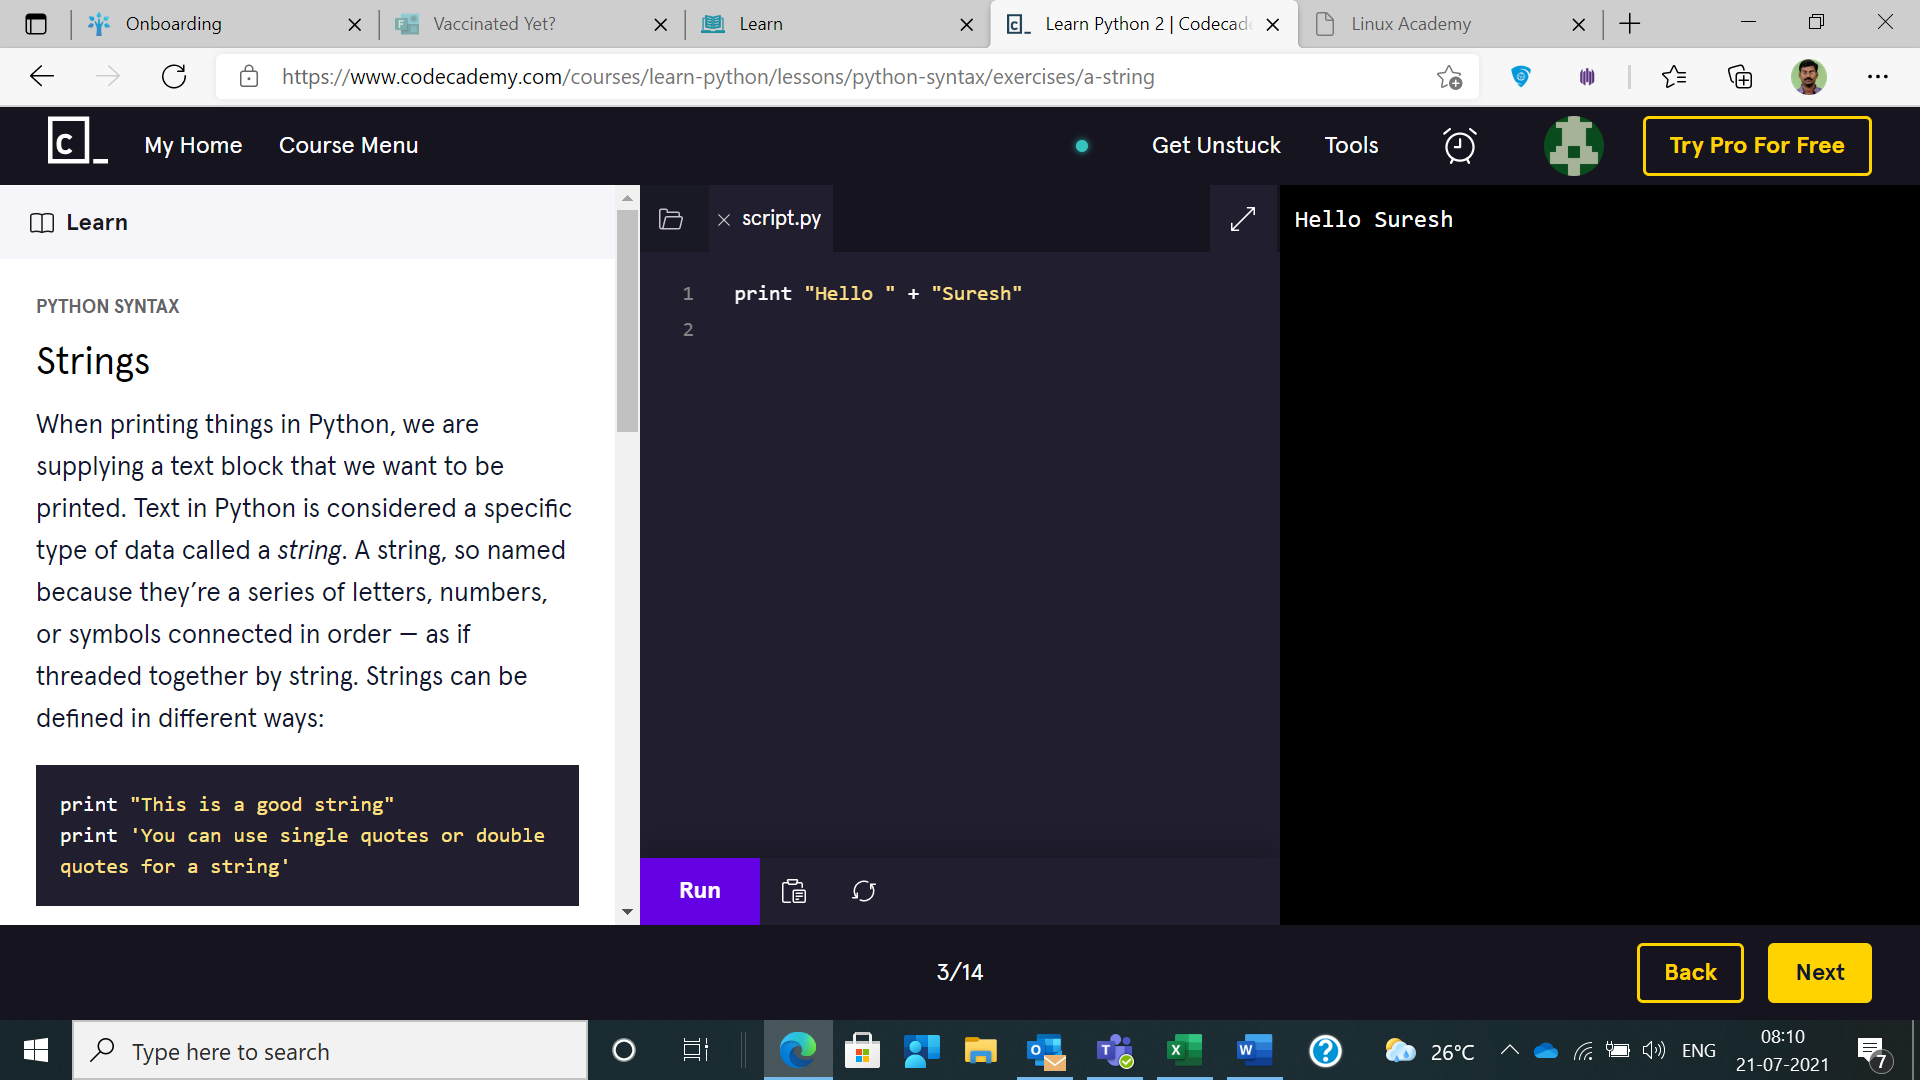 Onboarding
Vaccinated Yet?
Learn
Learn Python 2 | Codecad
Linux Academy
https://www.codecademy.com/courses/learn-python/lessons/python-syntax/exercises/a-string
c_
My Home
Course Menu
Get Unstuck
Tools
Try Pro For Free
Learn
PYTHON SYNTAX
Strings
When printing things in Python, we are
supplying a text block that we want to be
printed. Text in Python is considered a specific
type of data called a string. A string, so named
because they’re a series of letters, numbers,
or symbols connected in order — as if
threaded together by string. Strings can be
defined in different ways:
print "This is a good string"
print 'You can use single quotes or double
quotes for a string'
script.py
1 print "Hello " + "Suresh"
2
Run
Hello Suresh
3/14
Back
Next
Type here to search
26°C
ENG
08:10
21-07-2021
7